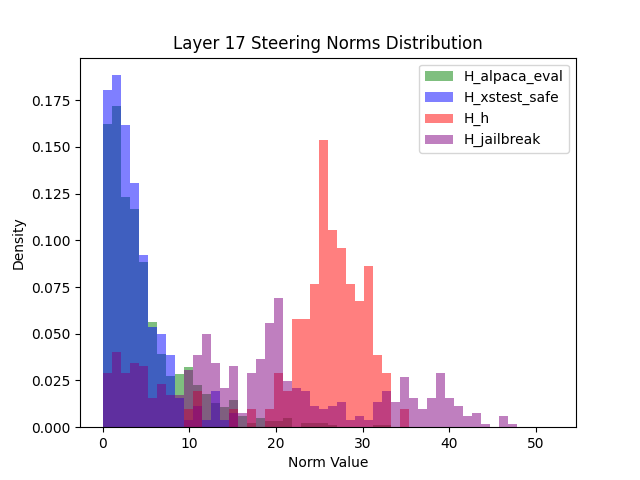 Layer 17 Steering Norms Distribution
H_alpaca_eval
H_xstest_safe
H_h
H_jailbreak
Density
0.175
0.150
0.125
0.100
0.075
0.050
0.025
0.000
0 10 20 30 40 50
Norm Value